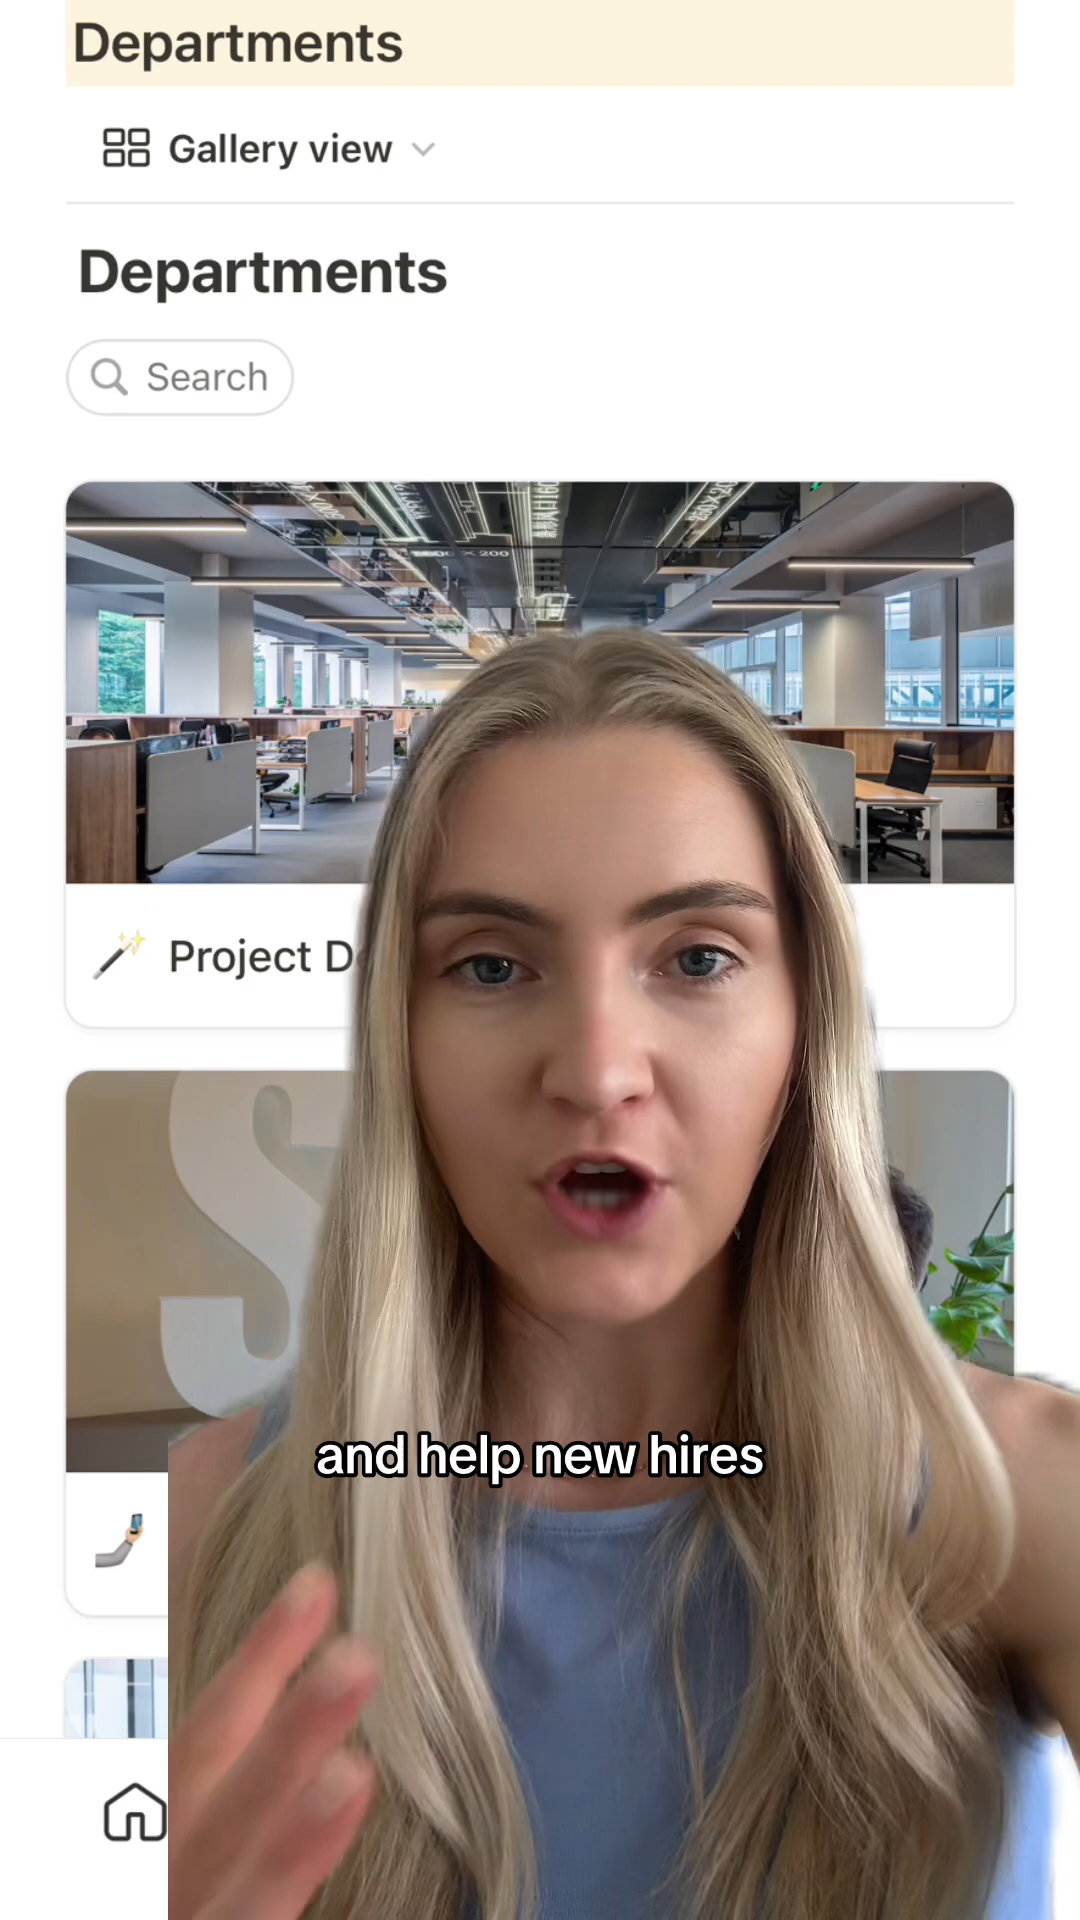 Departments
Gallery view
Departments
Search
Project D
S
and help new hires